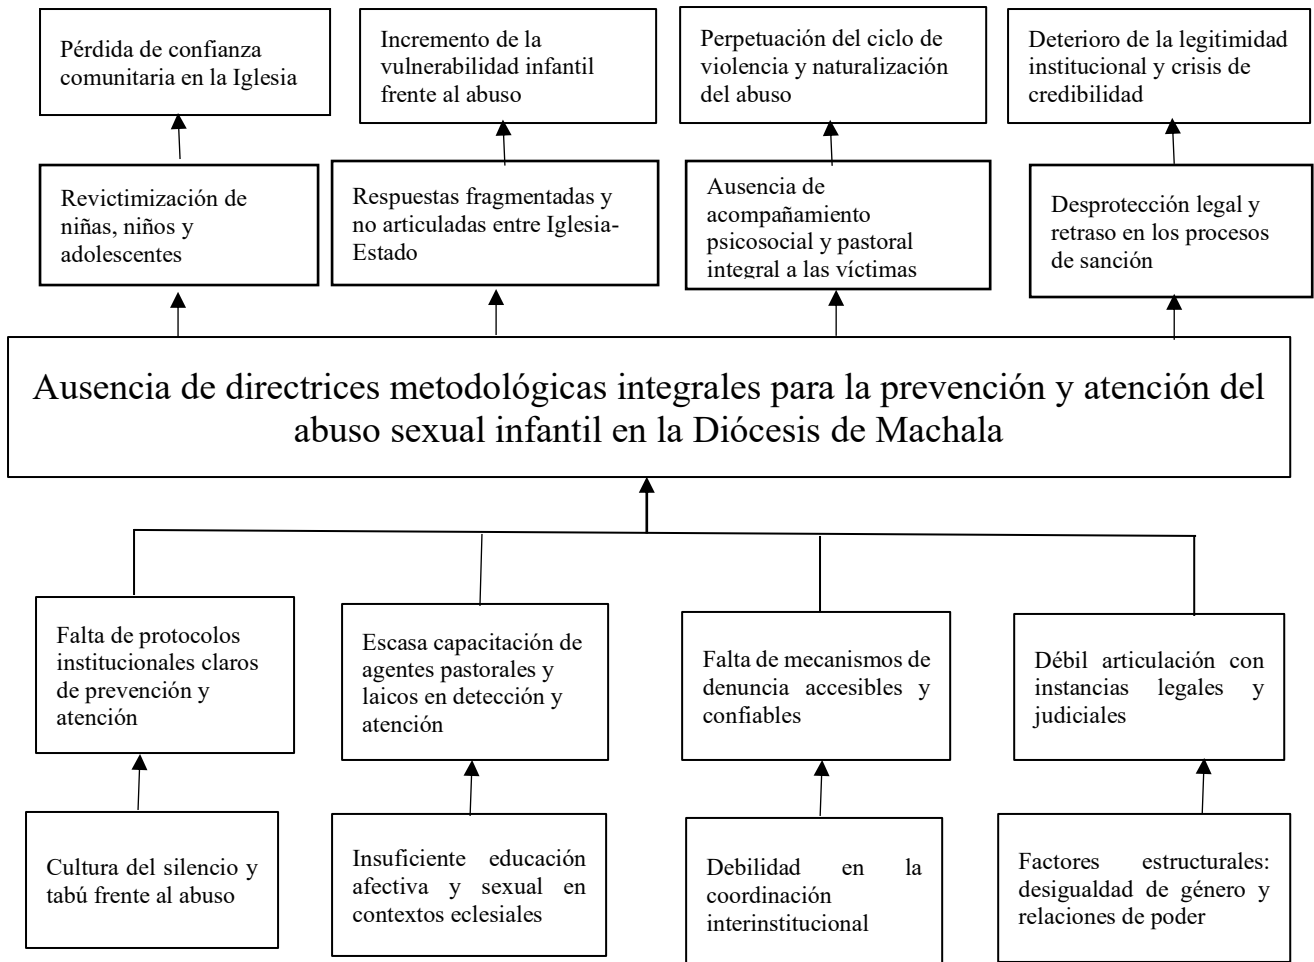 Pérdida de confianza
comunitaria en la Iglesia
Incremento de la
vulnerabilidad infantil
frente al abuso
Perpetuación del ciclo de
violencia y naturalización
del abuso
Deterioro de la legitimidad
institucional y crisis de
credibilidad
Revictimización de
niñas, niños y
adolescentes
Respuestas fragmentadas y
no articuladas entre Iglesia-
Estado
Ausencia de
acompañamiento
psicosocial y pastoral
integral a las víctimas
Desprotección legal y
retraso en los procesos
de sanción
Ausencia de directrices metodológicas integrales para la prevención y atención del
abuso sexual infantil en la Diócesis de Machala
Falta de protocolos
institucionales claros
de prevención y
atención
Escasa capacitación de
agentes pastorales y
laicos en detección y
atención
Falta de mecanismos de
denuncia accesibles y
confiables
Débil articulación con
instancias legales y
judiciales
Cultura del silencio y
tabú frente al abuso
Insuficiente educación
afectiva y sexual en
contextos eclesiales
Debilidad en la
coordinación
interinstitucional
Factores estructurales:
desigualdad de género y
relaciones de poder